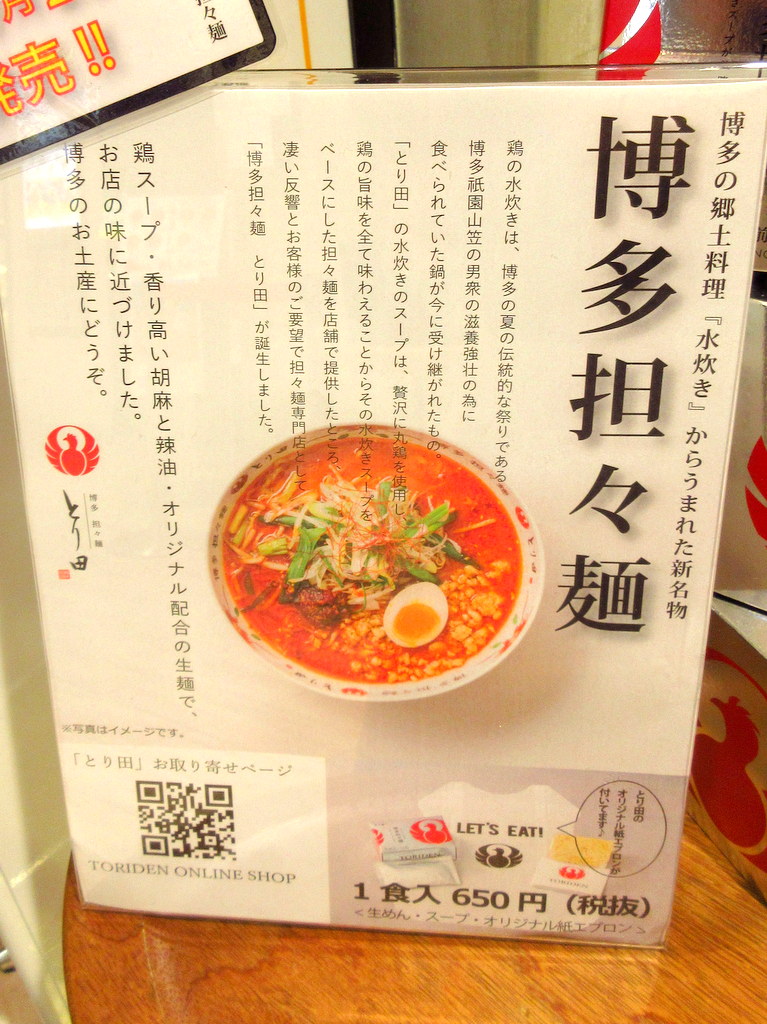 担々麺
発売!!
博多の郷土料理『水炊き』からうまれた新名物
博多担々麺
鶏の水炊きは、博多の夏の伝統的な祭りである
博多祇園山笠の男衆の滋養強壮の為に
食べられていた鍋が今に受け継がれたもの。
「とり田」の水炊きのスープは、贅沢に丸鶏を使用し
鶏の旨味を全て味わえることからその水炊きスープを
ベースにした担々麺を店舗で提供したところ、
凄い反響とお客様のご要望で担々麺専門店として
「博多担々麺 とり田」が誕生しました。
鶏スープ・香り高い胡麻と辣油・オリジナル配合の生麺で、
お店の味に近づけました。
博多のお土産にどうぞ。
博多 担々麺
とり田
※写真はイメージです。
「とり田」お取り寄せページ
TORIDEN ONLINE SHOP
LET'S EAT!
TORIDEN
TORIDEN
とり田の
オリジナル紙エプロンが
付いてます♪
1食入 650円（税抜）
<生めん・スープ・オリジナル紙エプロン>